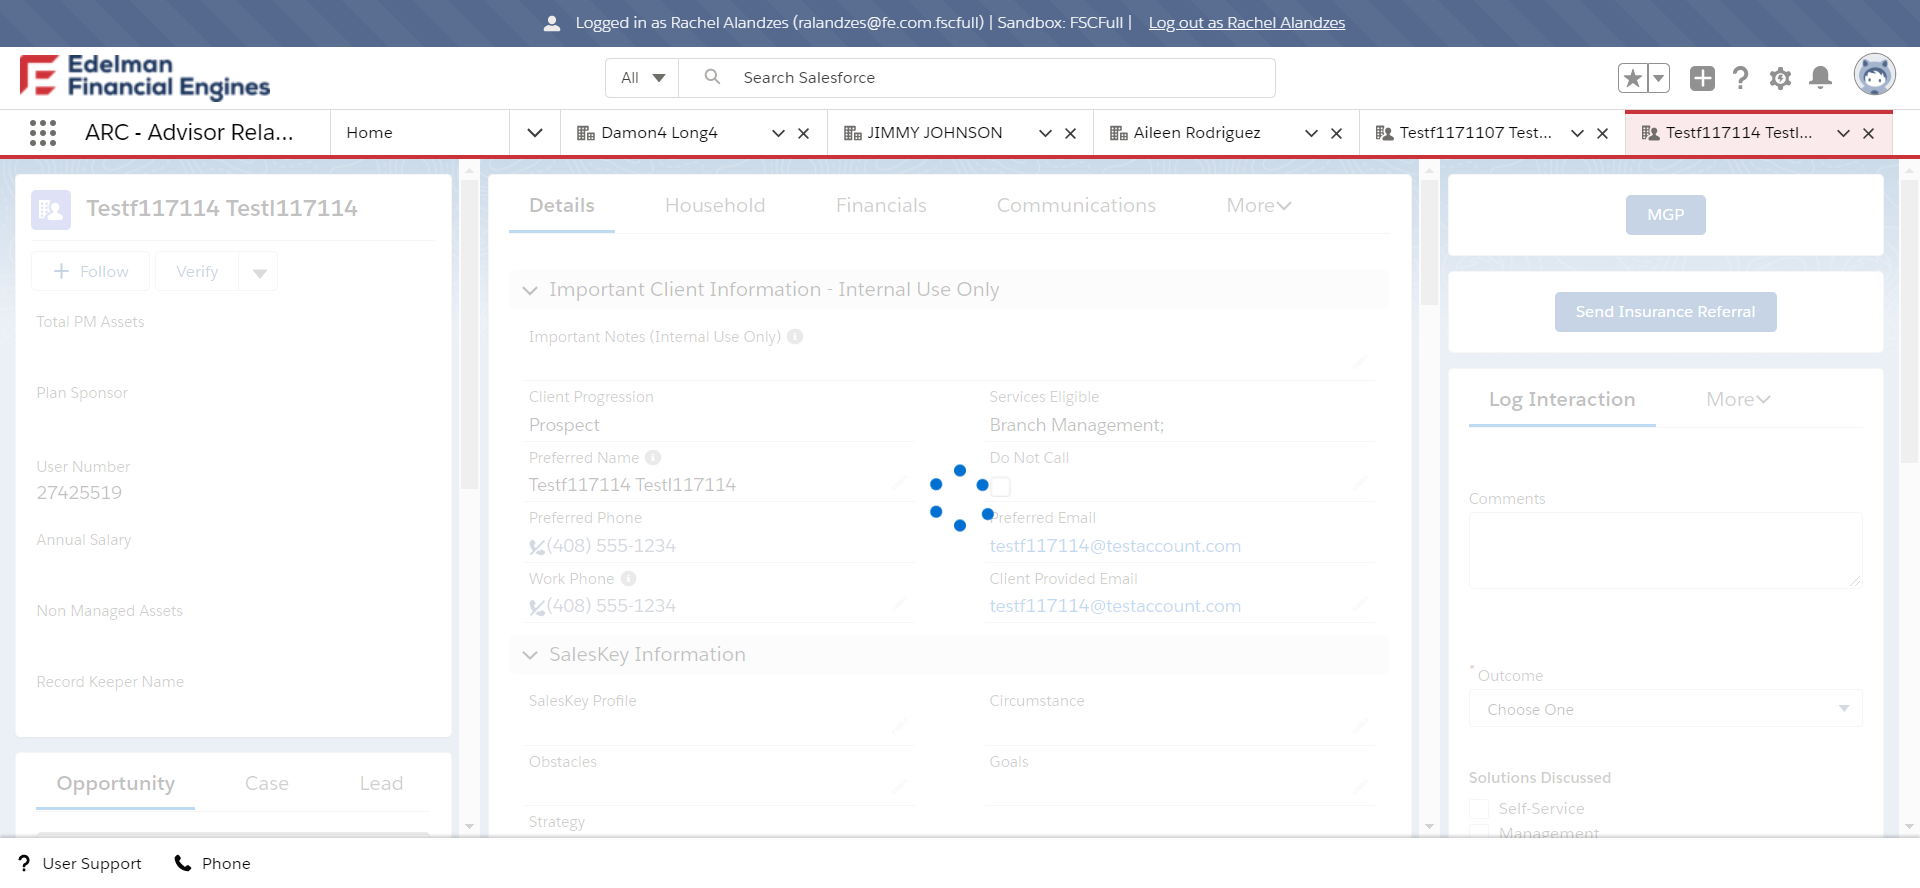 Logged in as Rachel Alandzes (ralandzes@fe.com.fscfull) | Sandbox: FSCFull | Log out as Rachel Alandzes
Edelman
Financial Engines
All
Search Salesforce
ARC - Advisor Rela...
Home
Damon4 Long4
JIMMY JOHNSON
Aileen Rodriguez
Testf1171107 Test...
Testf117114 Testl...
Testf117114 Testl117114
Follow
Verify
Total PM Assets
Plan Sponsor
User Number
27425519
Annual Salary
Non Managed Assets
Record Keeper Name
Opportunity
Case
Lead
Details
Household
Financials
Communications
More
Important Client Information - Internal Use Only
Important Notes (Internal Use Only)
Client Progression
Prospect
Services Eligible
Branch Management;
Preferred Name
Testf117114 Testl117114
Do Not Call
Preferred Phone
(408) 555-1234
Preferred Email
testf117114@testaccount.com
Work Phone
(408) 555-1234
Client Provided Email
testf117114@testaccount.com
SalesKey Information
SalesKey Profile
Circumstance
Obstacles
Goals
Strategy
MGP
Send Insurance Referral
Log Interaction
More
Comments
* Outcome
Choose One
Solutions Discussed
Self-Service
Management
User Support
Phone